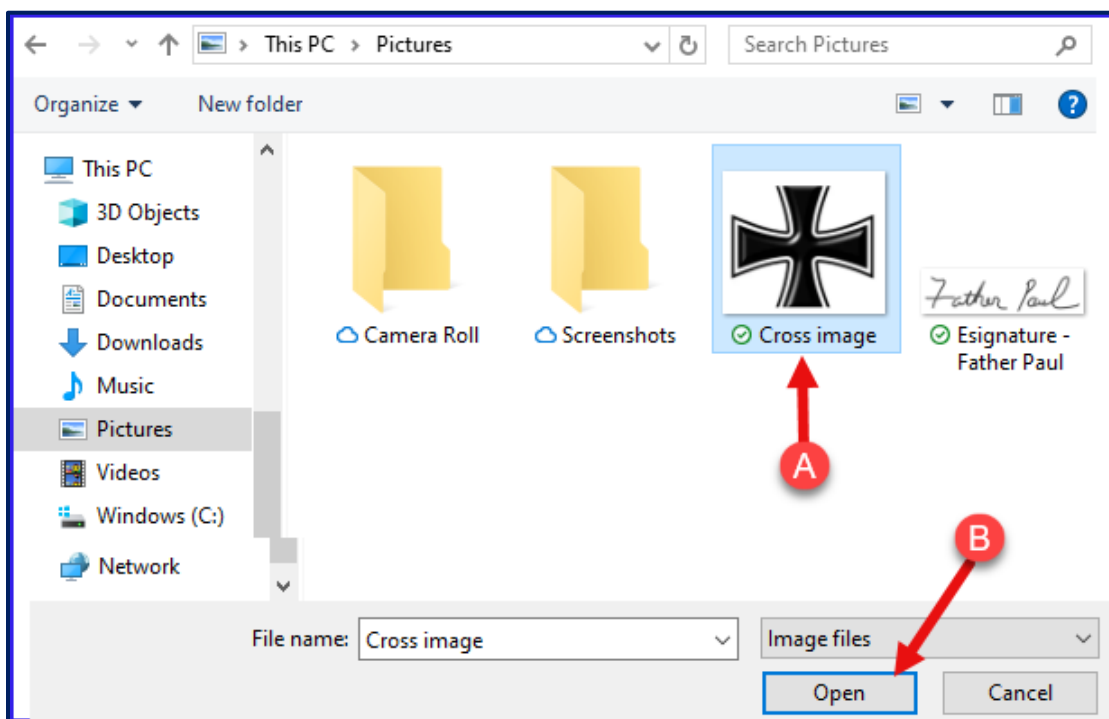 This PC > Pictures
Search Pictures
Organize
New folder
?
This PC
3D Objects
Desktop
Documents
Downloads
Music
Pictures
Videos
Windows (C:)
Network
Camera Roll
Screenshots
Cross image
Father Paul
Esignature -
Father Paul
A
B
File name: Cross image
Image files
Open
Cancel